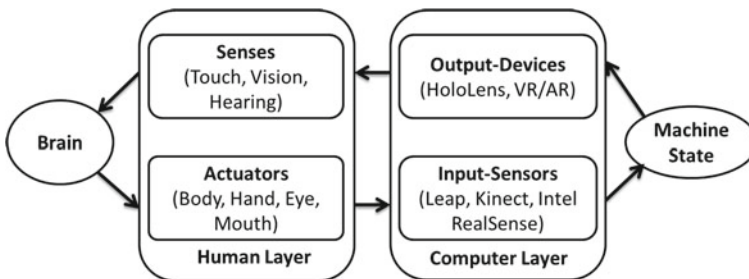 Senses
(Touch, Vision,
Hearing)
Output-Devices
(HoloLens, VR/AR)
Brain
Machine
State
Actuators
(Body, Hand, Eye,
Mouth)
Input-Sensors
(Leap, Kinect, Intel
RealSense)
Human Layer
Computer Layer